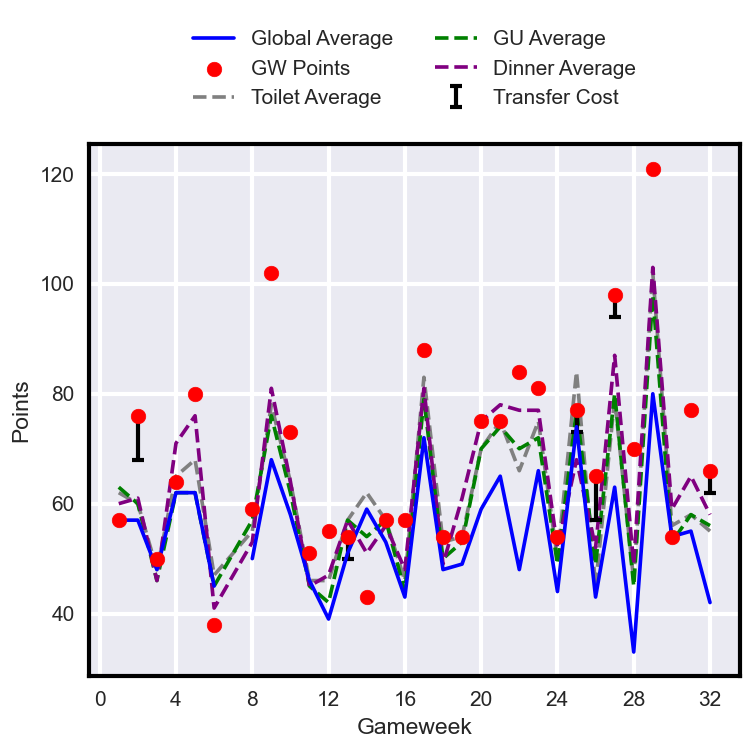 Global Average
GW Points
Toilet Average
GU Average
Dinner Average
Transfer Cost
120
100
80
60
40
Points
0 4 8 12 16 20 24 28 32
Gameweek